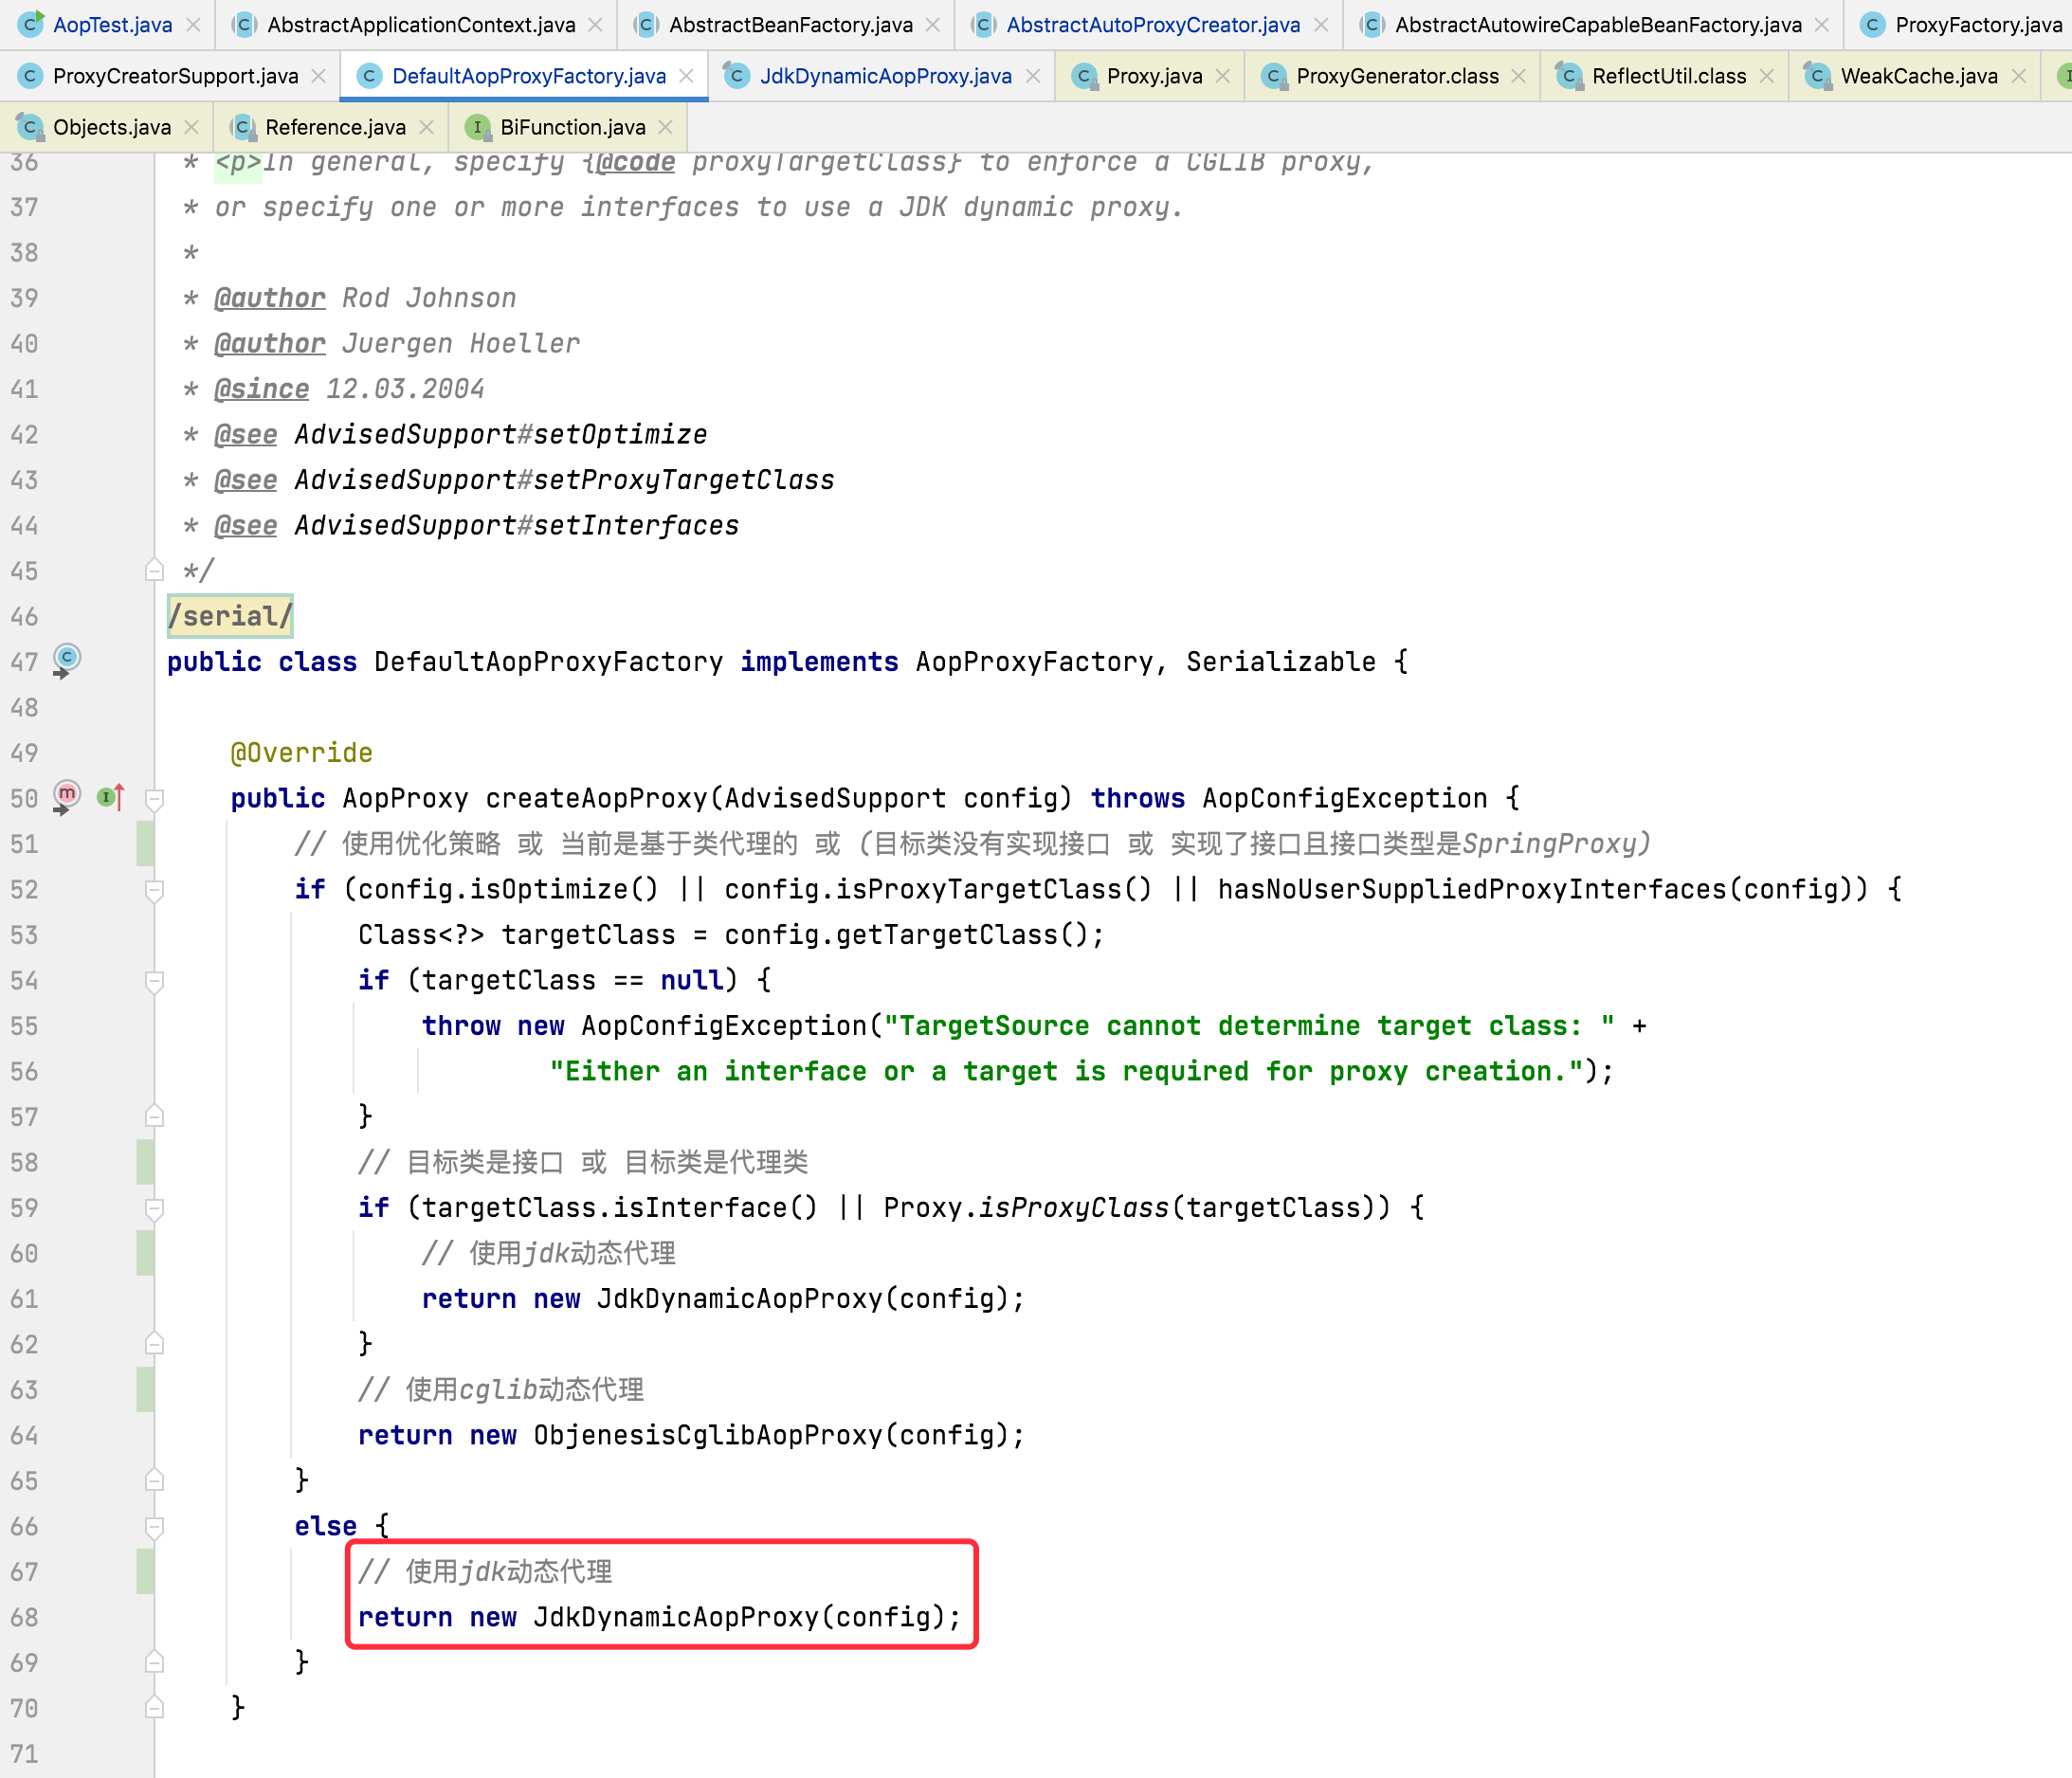 AopTest.java AbstractApplicationContext.java AbstractBeanFactory.java AbstractAutoProxyCreator.java AbstractAutowireCapableBeanFactory.java ProxyFactory.java
ProxyCreatorSupport.java DefaultAopProxyFactory.java JdkDynamicAopProxy.java Proxy.java ProxyGenerator.class ReflectUtil.class WeakCache.java
Objects.java Reference.java BiFunction.java
36 * <p>In general, specify {@code proxyTargetClass} to enforce a CGLIB proxy,
37 * or specify one or more interfaces to use a JDK dynamic proxy.
38 *
39 * @author Rod Johnson
40 * @author Juergen Hoeller
41 * @since 12.03.2004
42 * @see AdvisedSupport#setOptimize
43 * @see AdvisedSupport#setProxyTargetClass
44 * @see AdvisedSupport#setInterfaces
45 */
46 /serial/
47 public class DefaultAopProxyFactory implements AopProxyFactory, Serializable {
48
49 @Override
50 public AopProxy createAopProxy(AdvisedSupport config) throws AopConfigException {
51 // 使用优化策略 或 当前是基于类代理的 或 (目标类没有实现接口 或 实现了接口且接口类型是SpringProxy)
52 if (config.isOptimize() || config.isProxyTargetClass() || hasNoUserSuppliedProxyInterfaces(config)) {
53 Class<?> targetClass = config.getTargetClass();
54 if (targetClass == null) {
55 throw new AopConfigException("TargetSource cannot determine target class: " +
56 "Either an interface or a target is required for proxy creation.");
57 }
58 // 目标类是接口 或 目标类是代理类
59 if (targetClass.isInterface() || Proxy.isProxyClass(targetClass)) {
60 // 使用jdk动态代理
61 return new JdkDynamicAopProxy(config);
62 }
63 // 使用cglib动态代理
64 return new ObjenesisCglibAopProxy(config);
65 }
66 else {
67 // 使用jdk动态代理
68 return new JdkDynamicAopProxy(config);
69 }
70 }
71